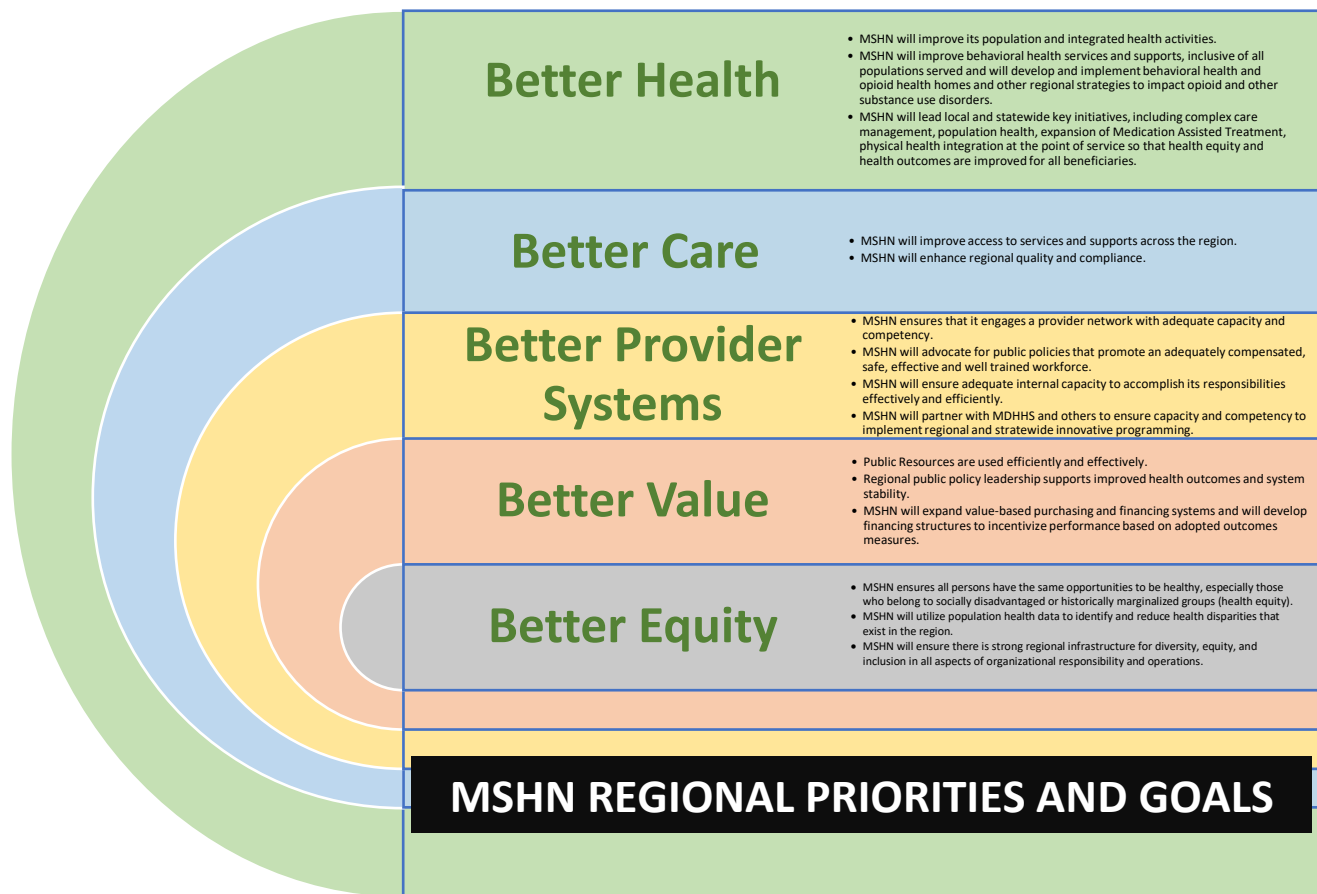 Better Health
• MSHN will improve its population and integrated health activities.
• MSHN will improve behavioral health services and supports, inclusive of all
populations served and will develop and implement behavioral health and
opioid health homes and other regional strategies to impact opioid and other
substance use disorders.
• MSHN will lead local and statewide key initiatives, including complex care
management, population health, expansion of Medication Assisted Treatment,
physical health integration at the point of service so that health equity and
health outcomes are improved for all beneficiaries.
Better Care
• MSHN will improve access to services and supports across the region.
• MSHN will enhance regional quality and compliance.
Better Provider
Systems
• MSHN ensures that it engages a provider network with adequate capacity and
competency.
• MSHN will advocate for public policies that promote an adequately compensated,
safe, effective and well trained workforce.
• MSHN will ensure adequate internal capacity to accomplish its responsibilities
effectively and efficiently.
• MSHN will partner with MDHHS and others to ensure capacity and competency to
implement regional and stratewide innovative programming.
Better Value
• Public Resources are used efficiently and effectively.
• Regional public policy leadership supports improved health outcomes and system
stability.
• MSHN will expand value-based purchasing and financing systems and will develop
financing structures to incentivize performance based on adopted outcomes
measures.
Better Equity
• MSHN ensures all persons have the same opportunities to be healthy, especially those
who belong to socially disadvantaged or historically marginalized groups (health equity).
• MSHN will utilize population health data to identify and reduce health disparities that
exist in the region.
• MSHN will ensure there is strong regional infrastructure for diversity, equity, and
inclusion in all aspects of organizational responsibility and operations.
MSHN REGIONAL PRIORITIES AND GOALS